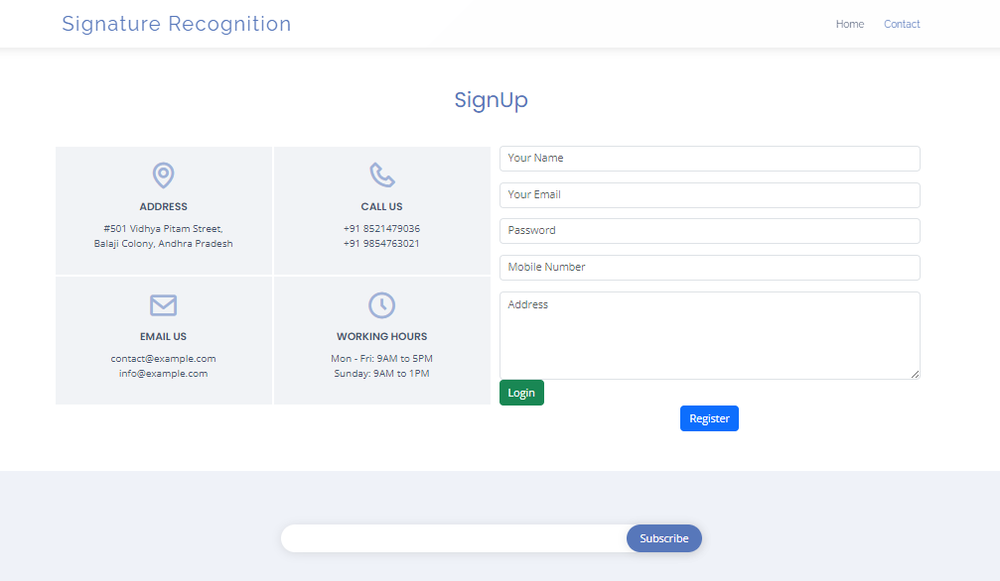 Signature Recognition
Home
Contact
SignUp
ADDRESS
#501 Vidhya Pitam Street,
Balaji Colony, Andhra Pradesh
CALL US
+91 8521479036
+91 9854763021
EMAIL US
contact@example.com
info@example.com
WORKING HOURS
Mon - Fri: 9AM to 5PM
Sunday: 9AM to 1PM
Your Name
Your Email
Password
Mobile Number
Address
Login
Register
Subscribe